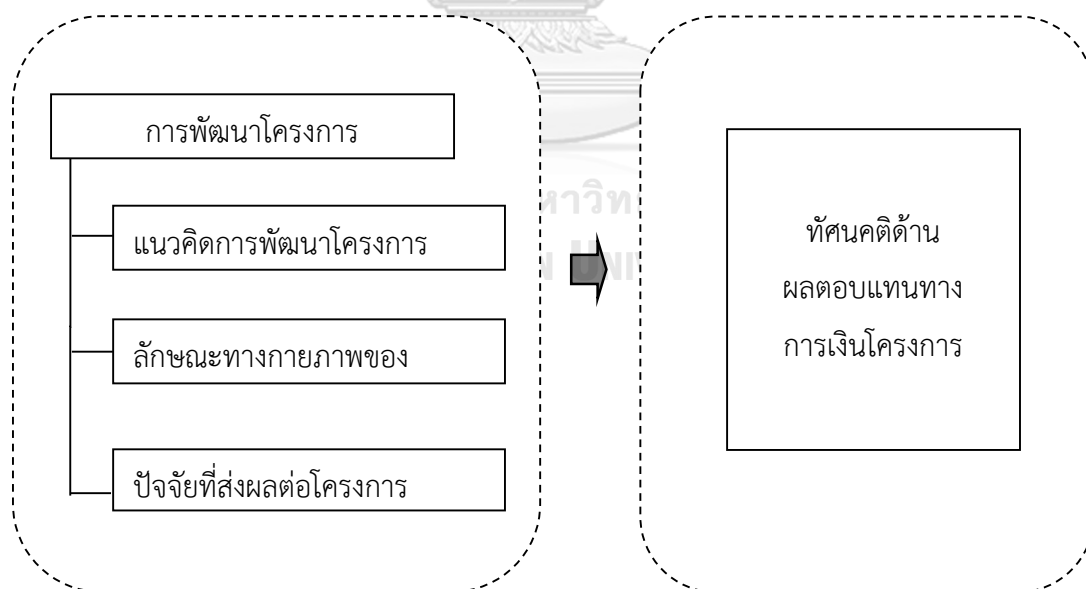 การพัฒนาโครงการ
แนวคิดการพัฒนาโครงการ
ลักษณะทางกายภาพของ
ปัจจัยที่ส่งผลต่อโครงการ
ทัศนคติด้าน
ผลตอบแทนทาง
การเงินโครงการ